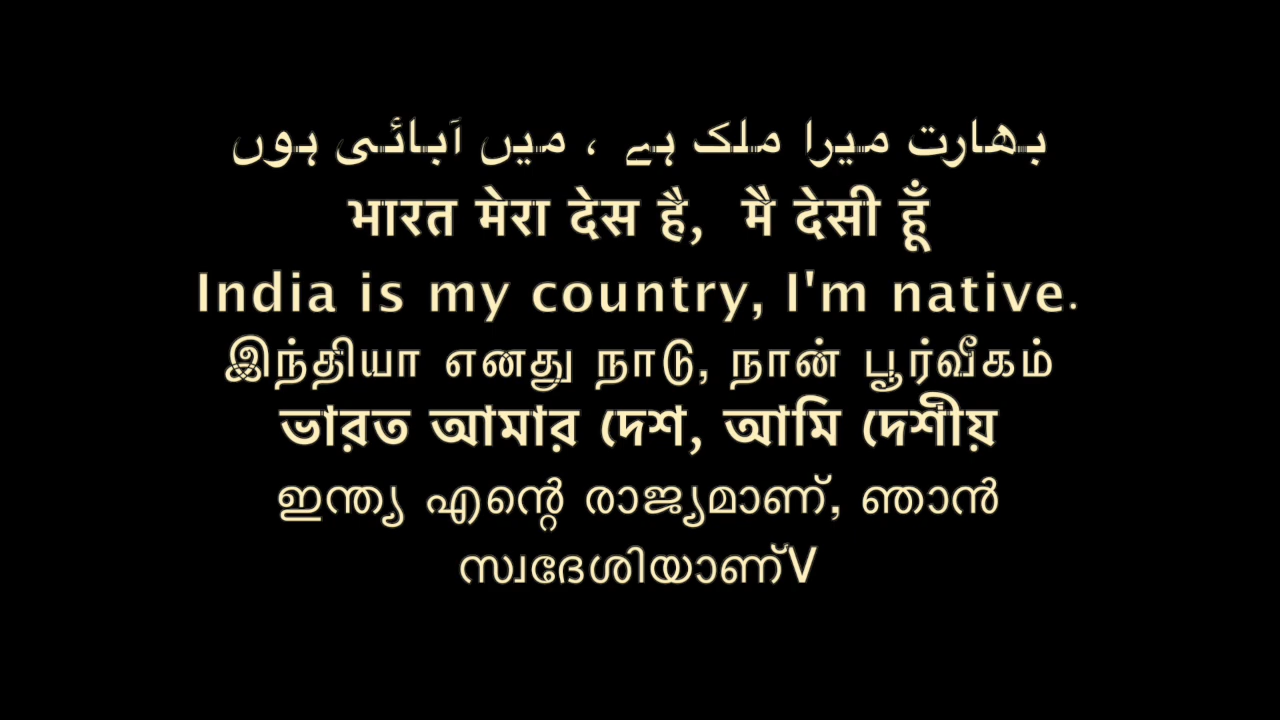 بھارت میرا ملک ہے ، میں آبائی ہوں
भारत मेरा देस है, मै देसी हूँ
India is my country, I'm native.
இந்தியா எனது நாடு, நான் பூர்வீகம்
ভারত আমার দেশ, আমি দেশীয়
ഇന്ത്യ എന്റെ രാജ്യമാണ്, ഞാൻ
സ്വദേശിയാണ്V